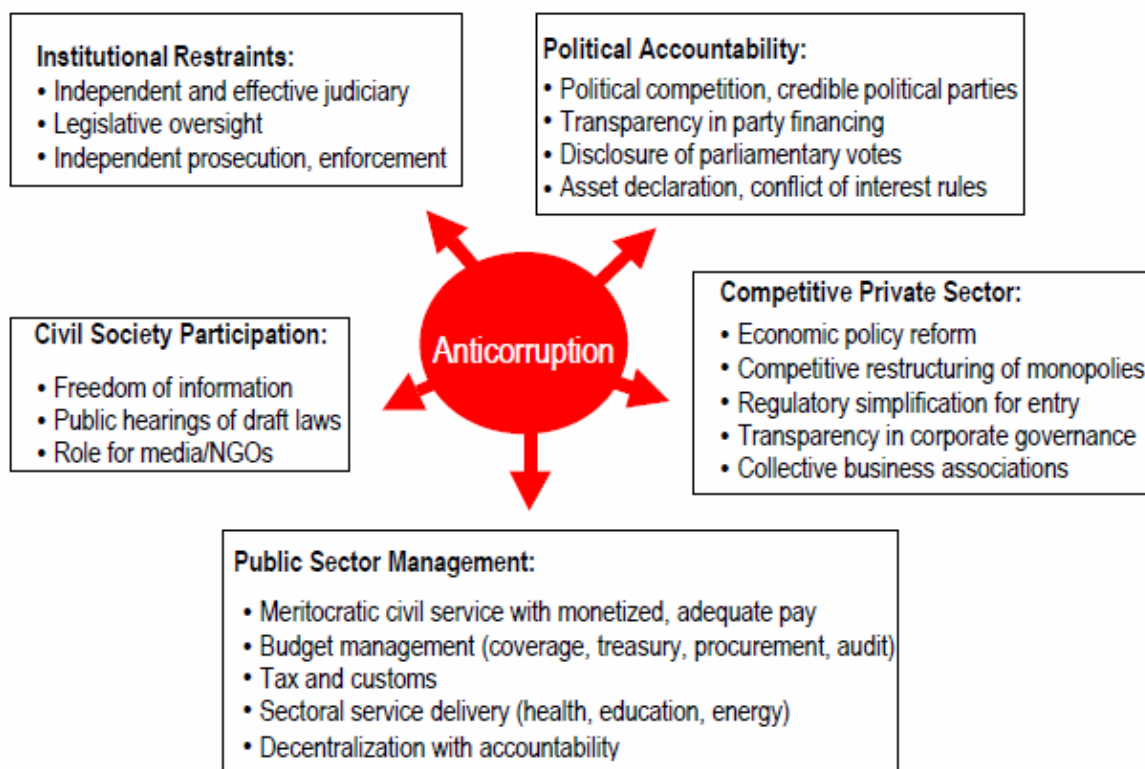 Institutional Restraints:
• Independent and effective judiciary
• Legislative oversight
• Independent prosecution, enforcement
Political Accountability:
• Political competition, credible political parties
• Transparency in party financing
• Disclosure of parliamentary votes
• Asset declaration, conflict of interest rules
Anticorruption
Civil Society Participation:
• Freedom of information
• Public hearings of draft laws
• Role for media/NGOs
Competitive Private Sector:
• Economic policy reform
• Competitive restructuring of monopolies
• Regulatory simplification for entry
• Transparency in corporate governance
• Collective business associations
Public Sector Management:
• Meritocratic civil service with monetized, adequate pay
• Budget management (coverage, treasury, procurement, audit)
• Tax and customs
• Sectoral service delivery (health, education, energy)
• Decentralization with accountability